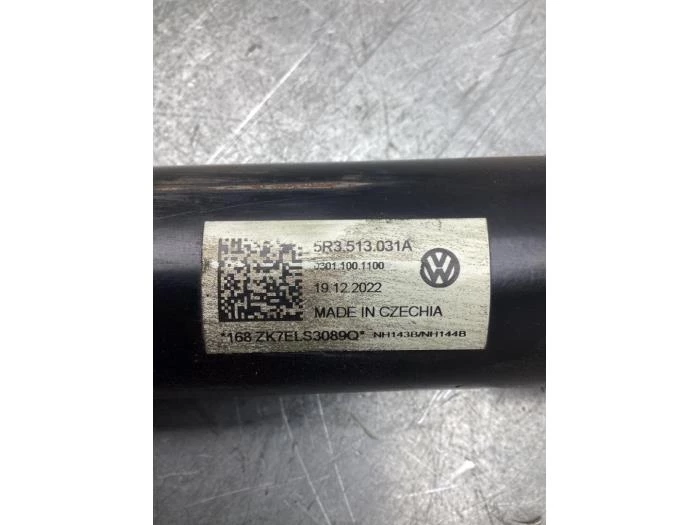 5R3.513.031A
0301.100.1100
19.12.2022
MADE IN CZECHIA
*168 ZK7ELS3089Q* NH143B/NH144B